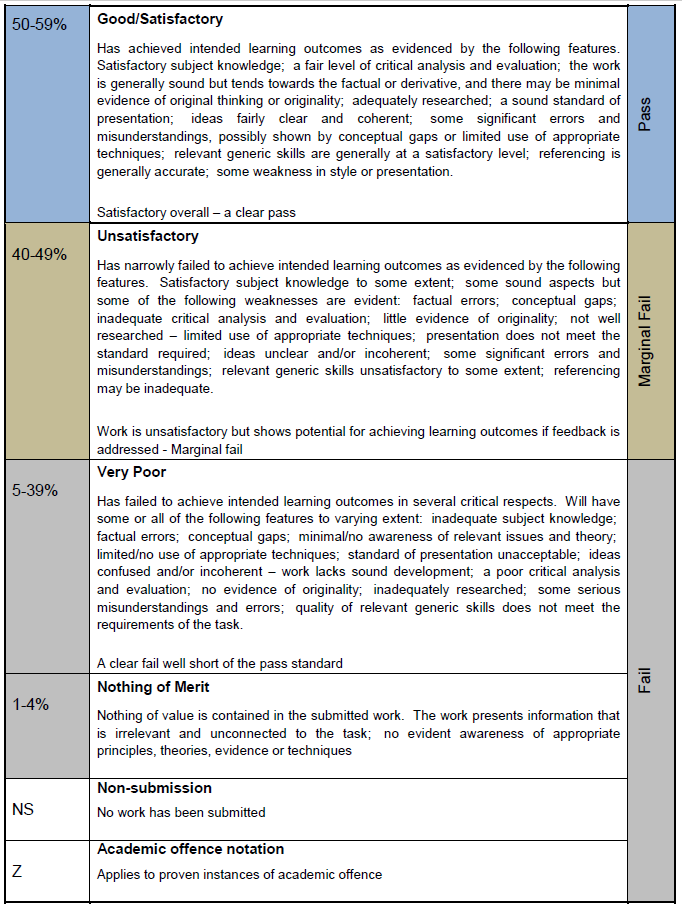 50-59%
Good/Satisfactory
Has achieved intended learning outcomes as evidenced by the following features.
Satisfactory subject knowledge; a fair level of critical analysis and evaluation; the work
is generally sound but tends towards the factual or derivative, and there may be minimal
evidence of original thinking or originality; adequately researched; a sound standard of
presentation; ideas fairly clear and coherent; some significant errors and
misunderstandings, possibly shown by conceptual gaps or limited use of appropriate
techniques; relevant generic skills are generally at a satisfactory level; referencing is
generally accurate; some weakness in style or presentation.
Satisfactory overall – a clear pass
Pass
40-49%
Unsatisfactory
Has narrowly failed to achieve intended learning outcomes as evidenced by the following
features. Satisfactory subject knowledge to some extent; some sound aspects but
some of the following weaknesses are evident: factual errors; conceptual gaps;
inadequate critical analysis and evaluation; little evidence of originality; not well
researched – limited use of appropriate techniques; presentation does not meet the
standard required; ideas unclear and/or incoherent; some significant errors and
misunderstandings; relevant generic skills unsatisfactory to some extent; referencing
may be inadequate.
Work is unsatisfactory but shows potential for achieving learning outcomes if feedback is
addressed - Marginal fail
Marginal Fail
5-39%
Very Poor
Has failed to achieve intended learning outcomes in several critical respects. Will have
some or all of the following features to varying extent: inadequate subject knowledge;
factual errors; conceptual gaps; minimal/no awareness of relevant issues and theory;
limited/no use of appropriate techniques; standard of presentation unacceptable; ideas
confused and/or incoherent – work lacks sound development; a poor critical analysis
and evaluation; no evidence of originality; inadequately researched; some serious
misunderstandings and errors; quality of relevant generic skills does not meet the
requirements of the task.
A clear fail well short of the pass standard
Fail
1-4%
Nothing of Merit
Nothing of value is contained in the submitted work. The work presents information that
is irrelevant and unconnected to the task; no evident awareness of appropriate
principles, theories, evidence or techniques
NS
Non-submission
No work has been submitted
Z
Academic offence notation
Applies to proven instances of academic offence